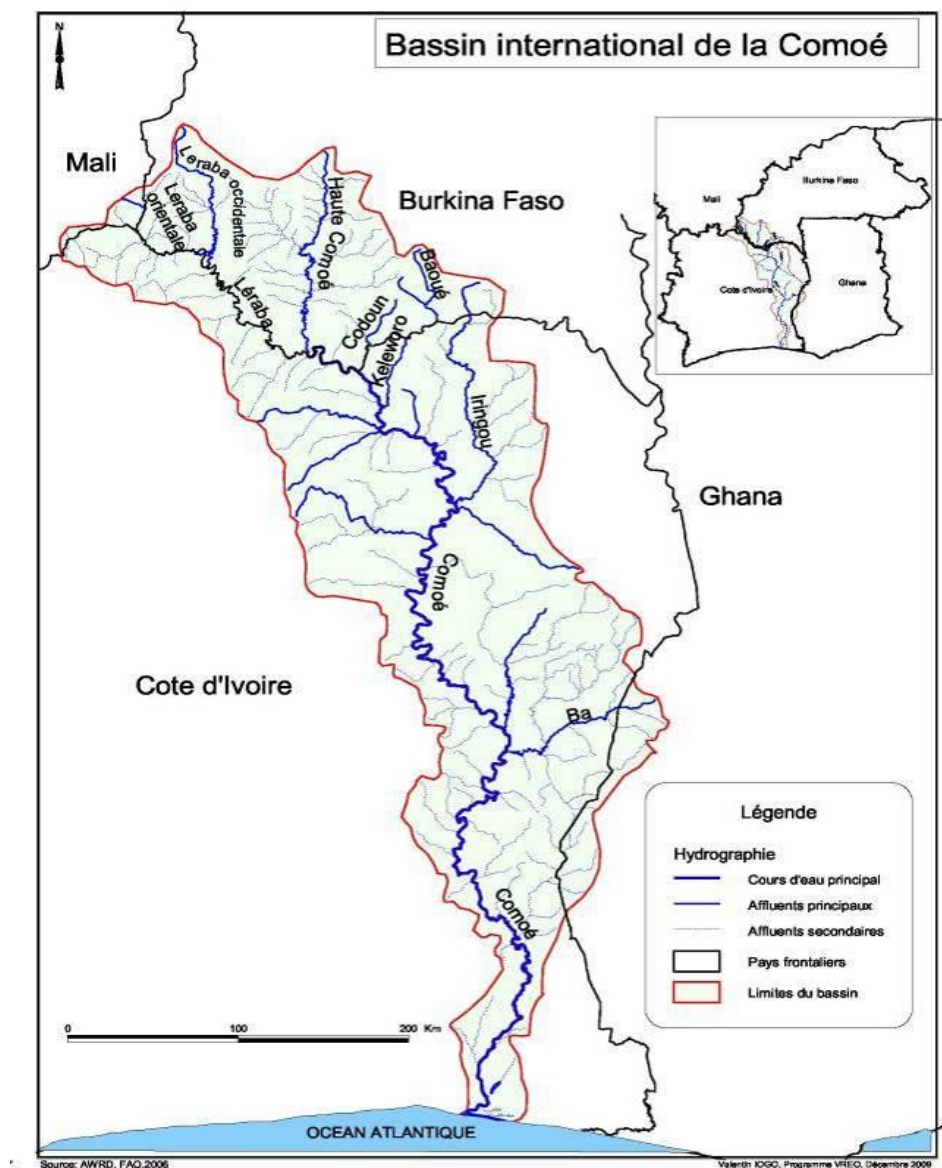 Bassin international de la Comoé
N
Mali
Burkina Faso
Ghana
Cote d'Ivoire
Leraba occidentale
Leraba
orientale
Haute Comoé
Léraba
Baoué
Codoun
Keleworo
Iringou
Comoé
Ba
Comoé
Mali
Burkina Faso
Cote d'Ivoire
Ghana
Légende
Hydrographie
Cours d'eau principal
Affluents principaux
Affluents secondaires
Pays frontaliers
Limites du bassin
0 100 200 Km
OCEAN ATLANTIQUE
Source: AWRD, FAO,2006
Valentin IOGO, Programme VREO, Décembre 2009